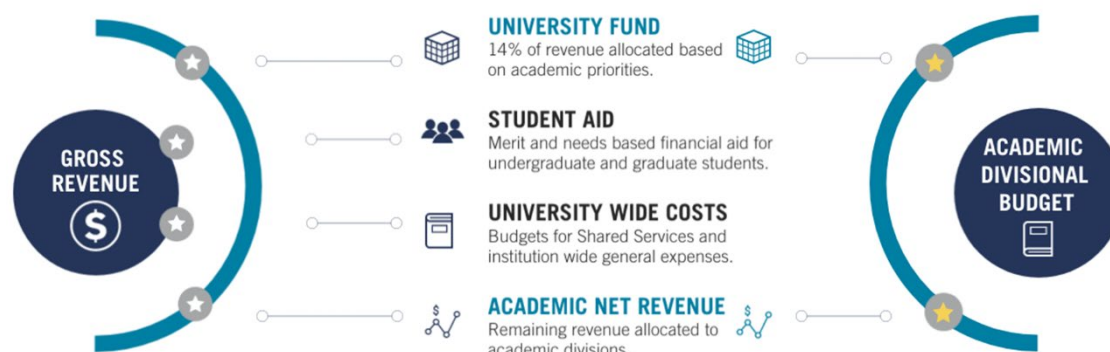 GROSS
REVENUE
$
UNIVERSITY FUND
14% of revenue allocated based
on academic priorities.
STUDENT AID
Merit and needs based financial aid for
undergraduate and graduate students.
UNIVERSITY WIDE COSTS
Budgets for Shared Services and
institution wide general expenses.
$
ACADEMIC NET REVENUE
$
Remaining revenue allocated to
academic divisions
ACADEMIC
DIVISIONAL
BUDGET